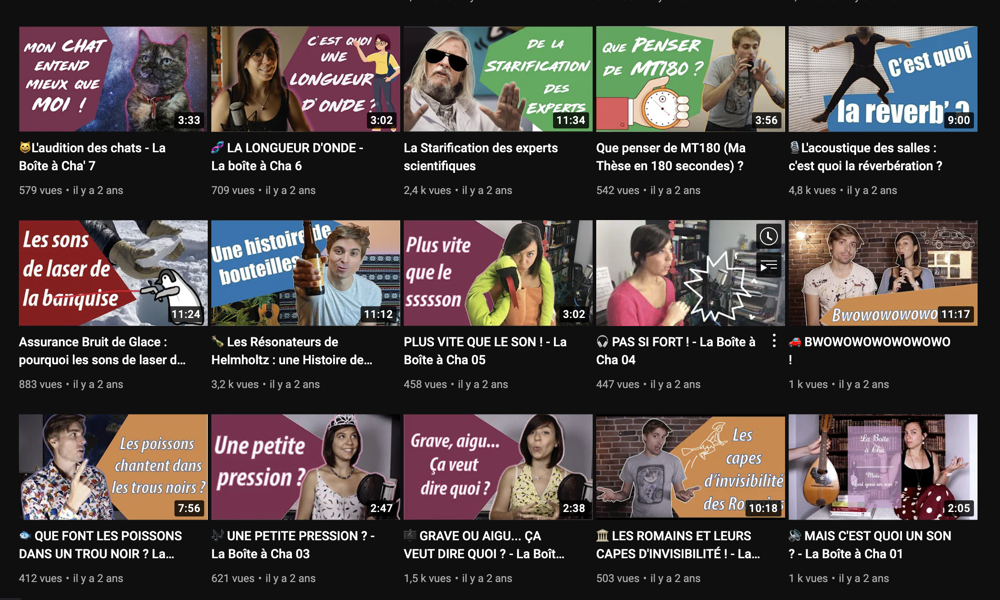 MON CHAT
ENTEND
MIEUX QUE
MOI !
3:33
C'EST QUOI
UNE
LONGUEUR
D'ONDE ?
3:02
DE LA
STARIFICATION
DES
EXPERTS
11:34
QUE PENSER
DE MT180 ?
3:56
C'est quoi
la réverb' ?
9:00
😸L'audition des chats - La
Boîte à Cha' 7
579 vues • il y a 2 ans
🧬 LA LONGUEUR D'ONDE -
La boîte à Cha 6
709 vues • il y a 2 ans
La Starification des experts
scientifiques
2,4 k vues • il y a 2 ans
Que penser de MT180 (Ma
Thèse en 180 secondes) ?
542 vues • il y a 2 ans
🎙L'acoustique des salles :
c'est quoi la réverbération ?
4,8 k vues • il y a 2 ans
Les sons
de laser de
la banquise
11:24
Une histoire de
bouteilles
11:12
Plus vite
que le
ssssson
3:02
Bwowowowowo
11:17
Assurance Bruit de Glace :
pourquoi les sons de laser d...
883 vues • il y a 2 ans
🍾 Les Résonateurs de
Helmholtz : une Histoire de...
3,2 k vues • il y a 2 ans
PLUS VITE QUE LE SON ! - La
Boîte à Cha 05
458 vues • il y a 2 ans
🎧 PAS SI FORT ! - La Boîte à
Cha 04
447 vues • il y a 2 ans
🚗 BWOWOWOWOWOWOWO
!
1 k vues • il y a 2 ans
Les poissons
chantent dans
les trous noirs ?
7:56
Une petite
pression ?
2:47
Grave, aigu...
Ça veut
dire quoi ?
2:38
Les
capes
d'invisibilité
des Romains
10:18
La Boîte
à Cha
Mais...
C'est quoi un son ?
2:05
🐟 QUE FONT LES POISSONS
DANS UN TROU NOIR ? La...
412 vues • il y a 2 ans
🎶 UNE PETITE PRESSION ? -
La Boîte à Cha 03
621 vues • il y a 2 ans
🎼 GRAVE OU AIGU... ÇA
VEUT DIRE QUOI ? - La Boît...
1,5 k vues • il y a 2 ans
🏛 LES ROMAINS ET LEURS
CAPES D'INVISIBILITÉ ! - La...
503 vues • il y a 2 ans
🔊 MAIS C'EST QUOI UN SON
? - La Boîte à Cha 01
1 k vues • il y a 2 ans